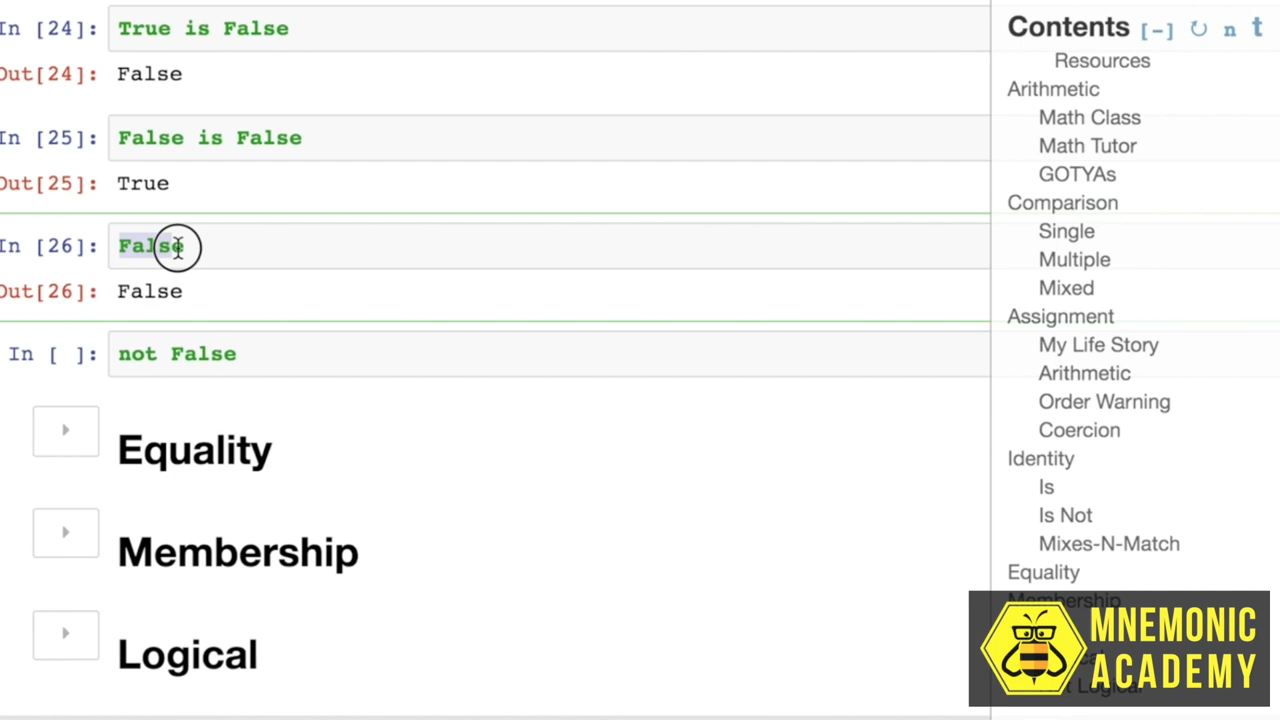 In [24]: True is False
Out[24]: False
In [25]: False is False
Out[25]: True
In [26]: False
Out[26]: False
In [ ]: not False
Equality
Membership
Logical
Contents [-] n t
Resources
Arithmetic
Math Class
Math Tutor
GOTYAs
Comparison
Single
Multiple
Mixed
Assignment
My Life Story
Arithmetic
Order Warning
Coercion
Identity
Is
Is Not
Mixes-N-Match
Equality
Membership
Logical
MNEMONIC
ACADEMY